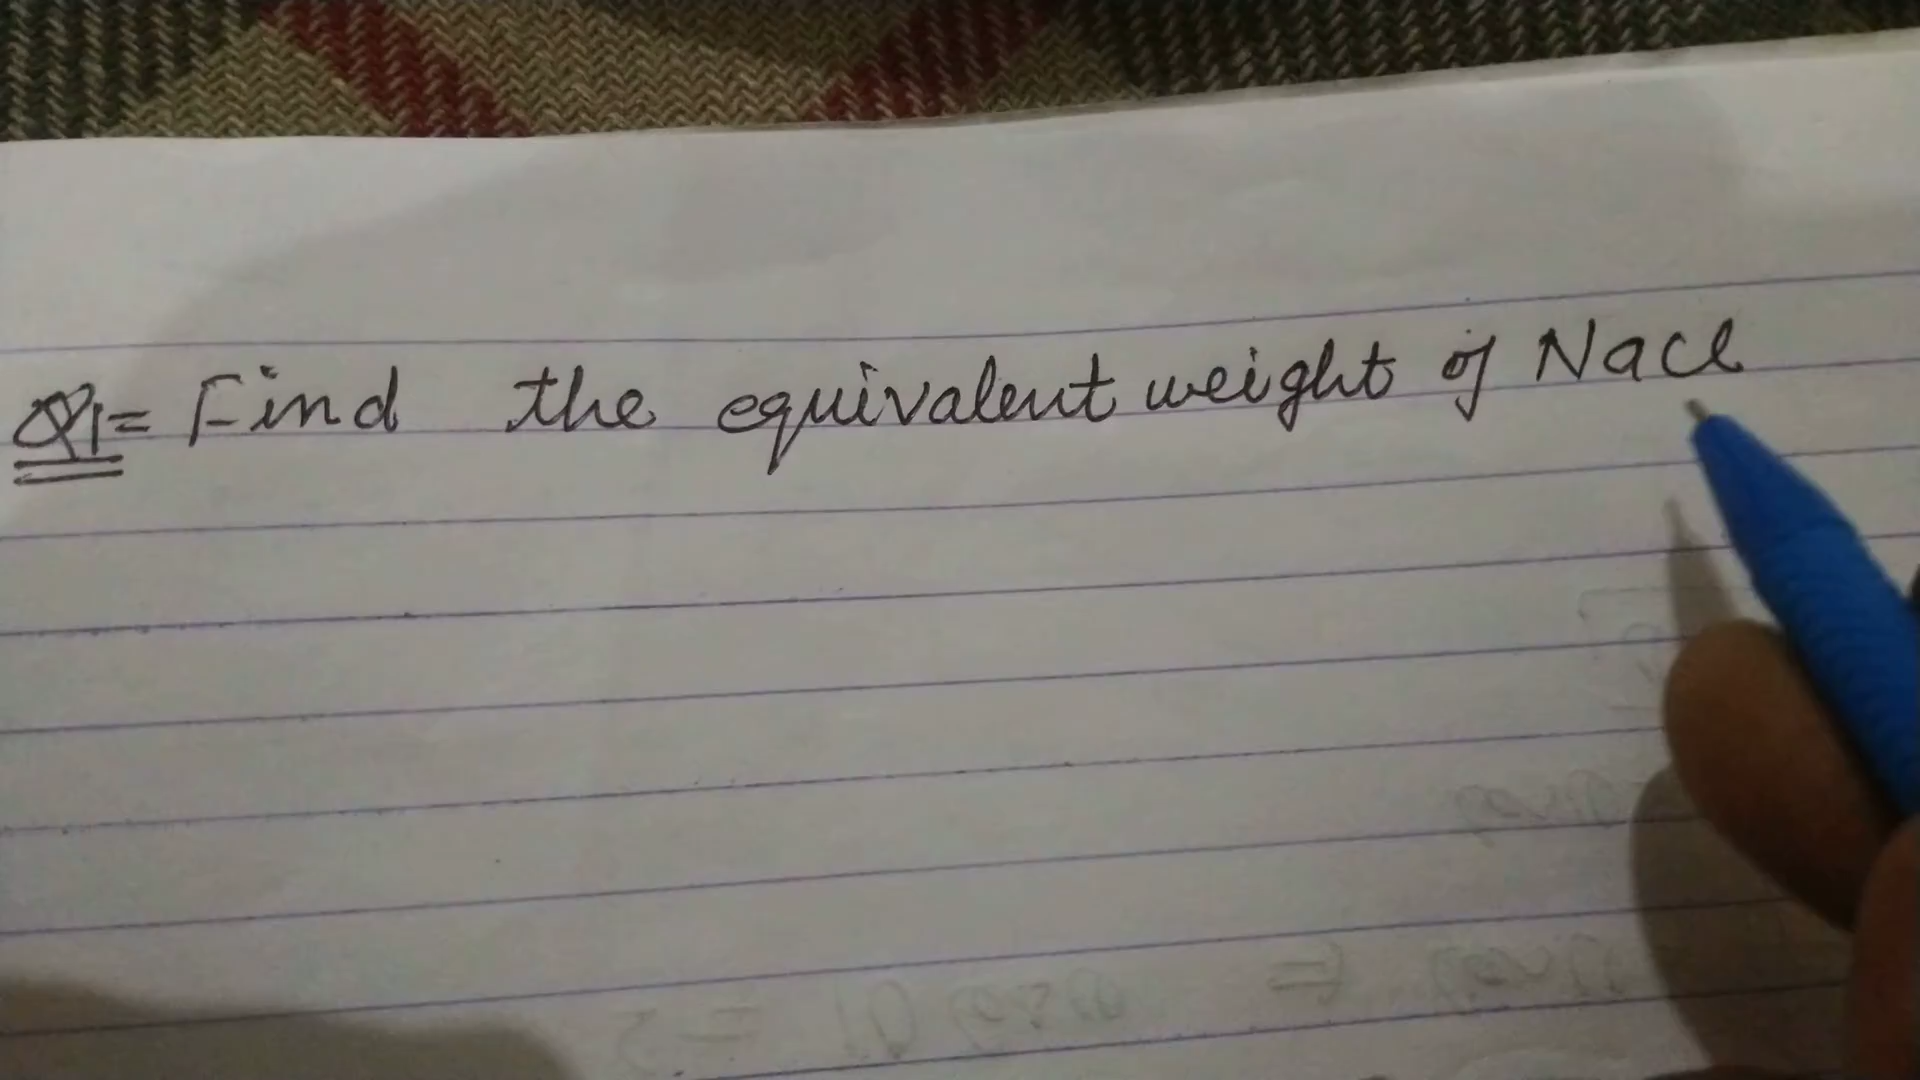 Q1= Find the equivalent weight of NaCl